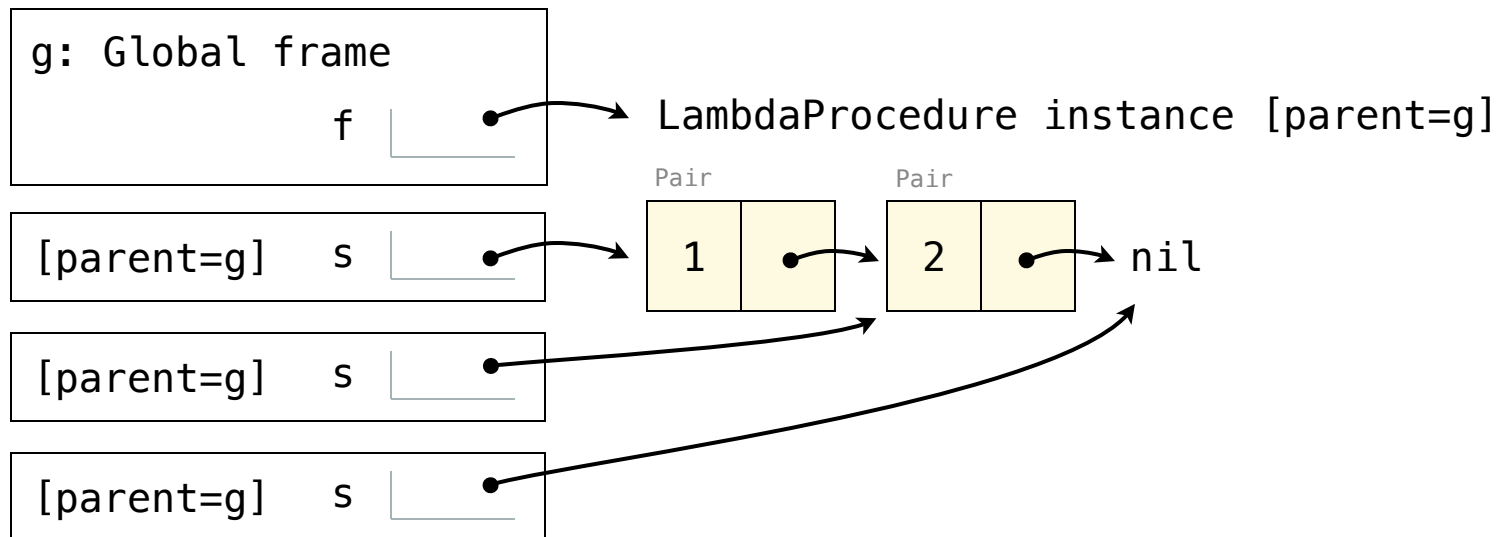 g: Global frame
f
LambdaProcedure instance [parent=g]
Pair
Pair
[parent=g] s
1
2
nil
[parent=g] s
[parent=g] s